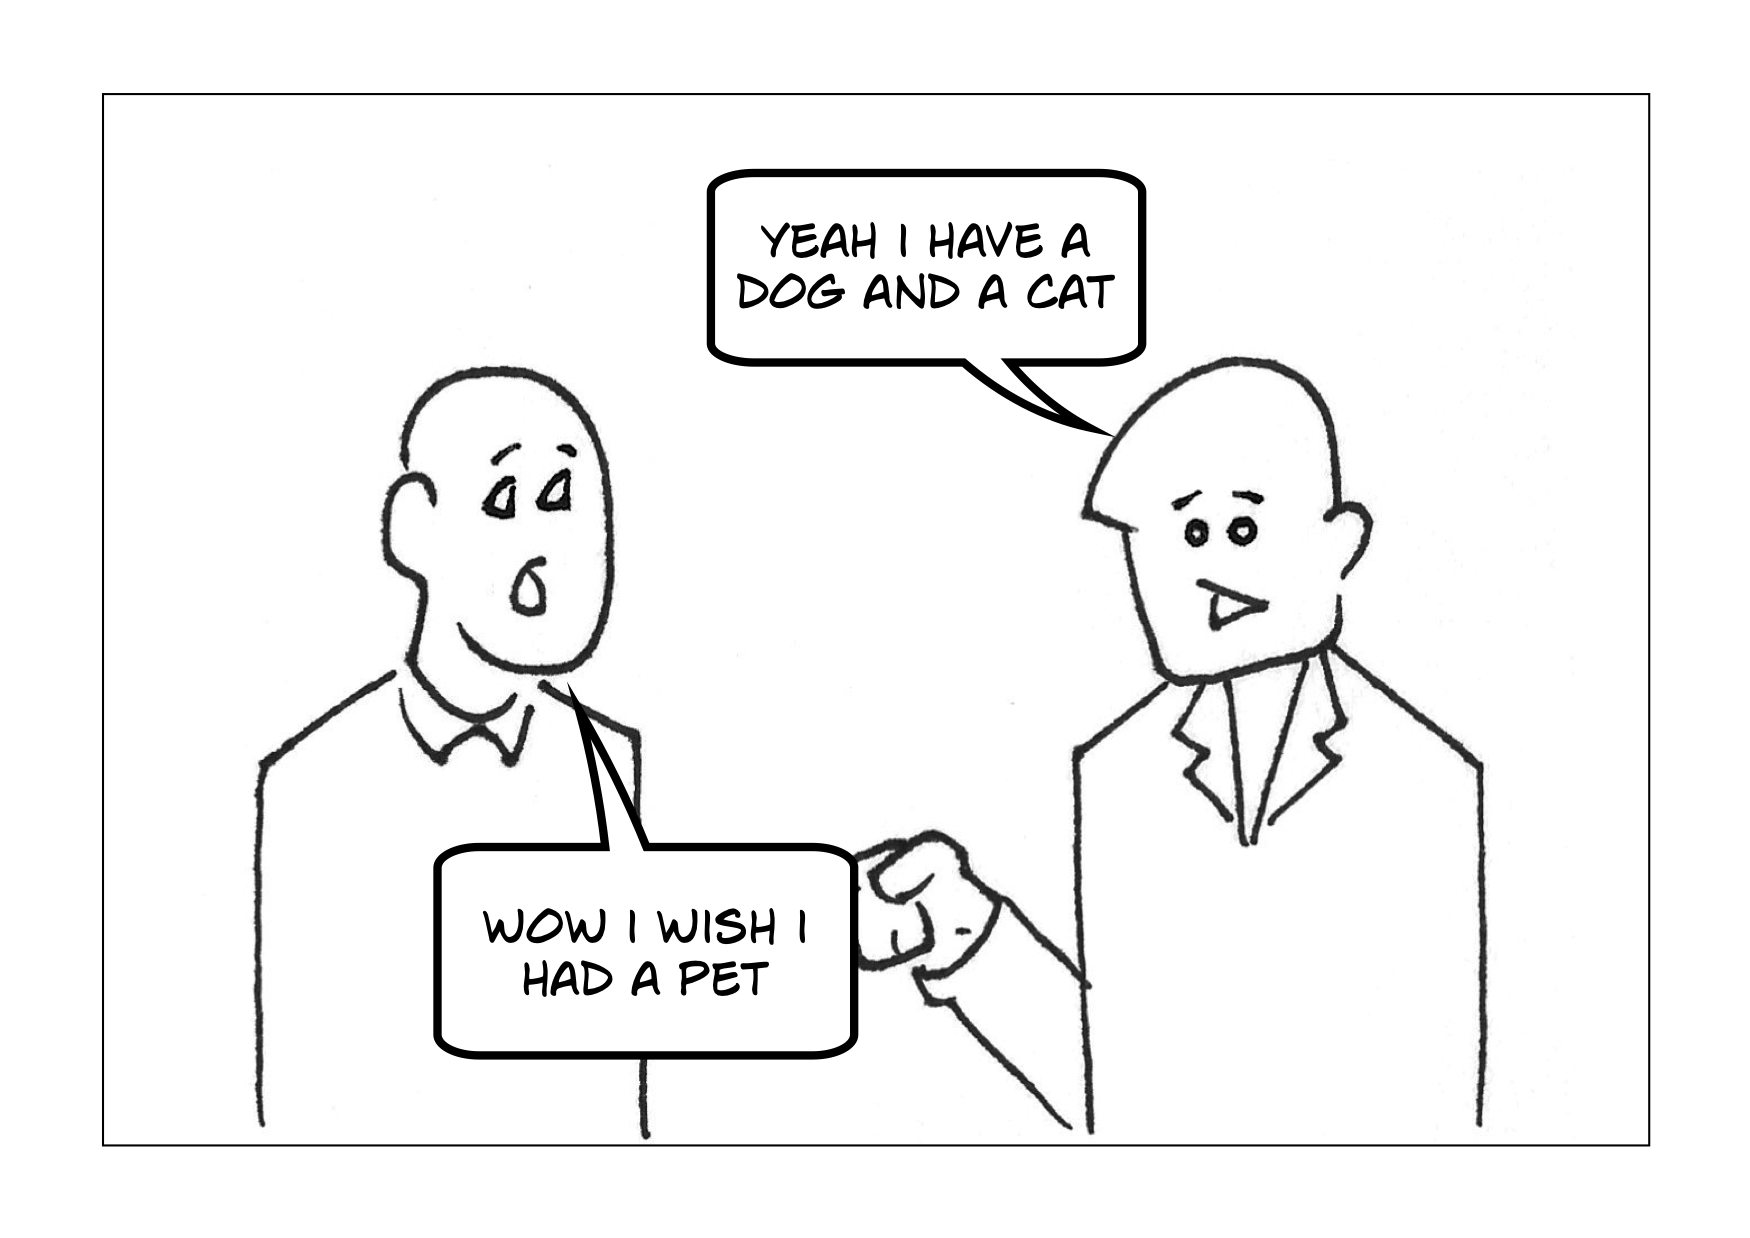 YEAH I HAVE A
DOG AND A CAT
WOW I WISH I
HAD A PET